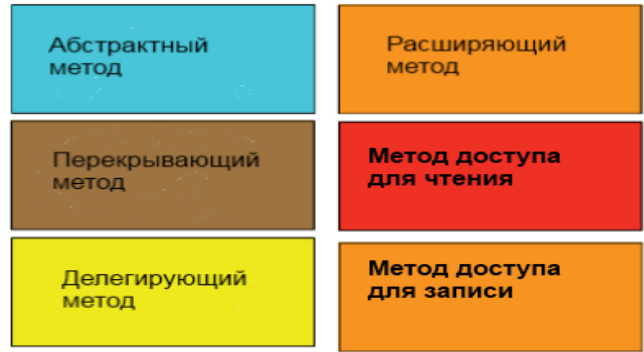 Абстрактный
метод
Расширяющий
метод
Перекрывающий
метод
Метод доступа
для чтения
Делегирующий
метод
Метод доступа
для записи